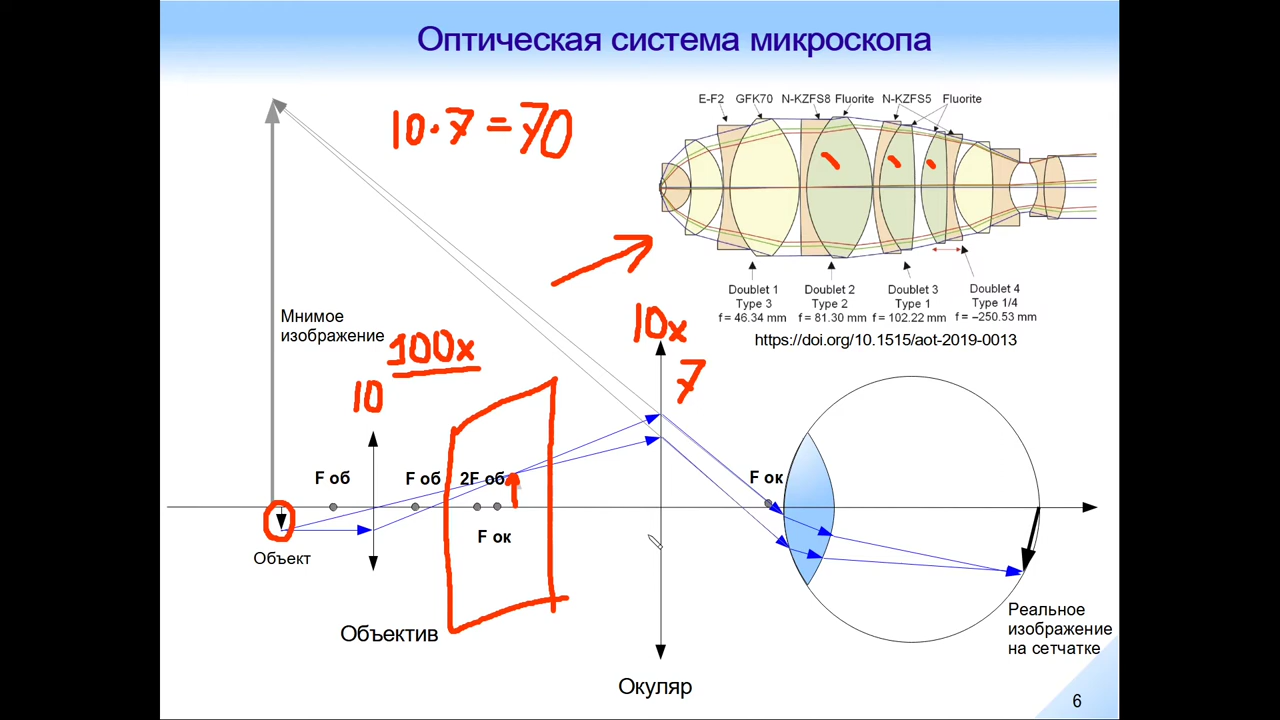 Оптическая система микроскопа
10·7=70
E-F2 GFK70 N-KZFS8 Fluorite N-KZFS5 Fluorite
Doublet 1
Type 3
f = 46.34 mm
Doublet 2
Type 2
f = 81.30 mm
Doublet 3
Type 1
f = 102.22 mm
Doublet 4
Type 1/4
f = −250.53 mm
https://doi.org/10.1515/aot-2019-0013
Мнимое
изображение
100x
10
10x
7
F об
F об
2F об
F ок
F ок
Объект
Объектив
Окуляр
Реальное
изображение
на сетчатке
6